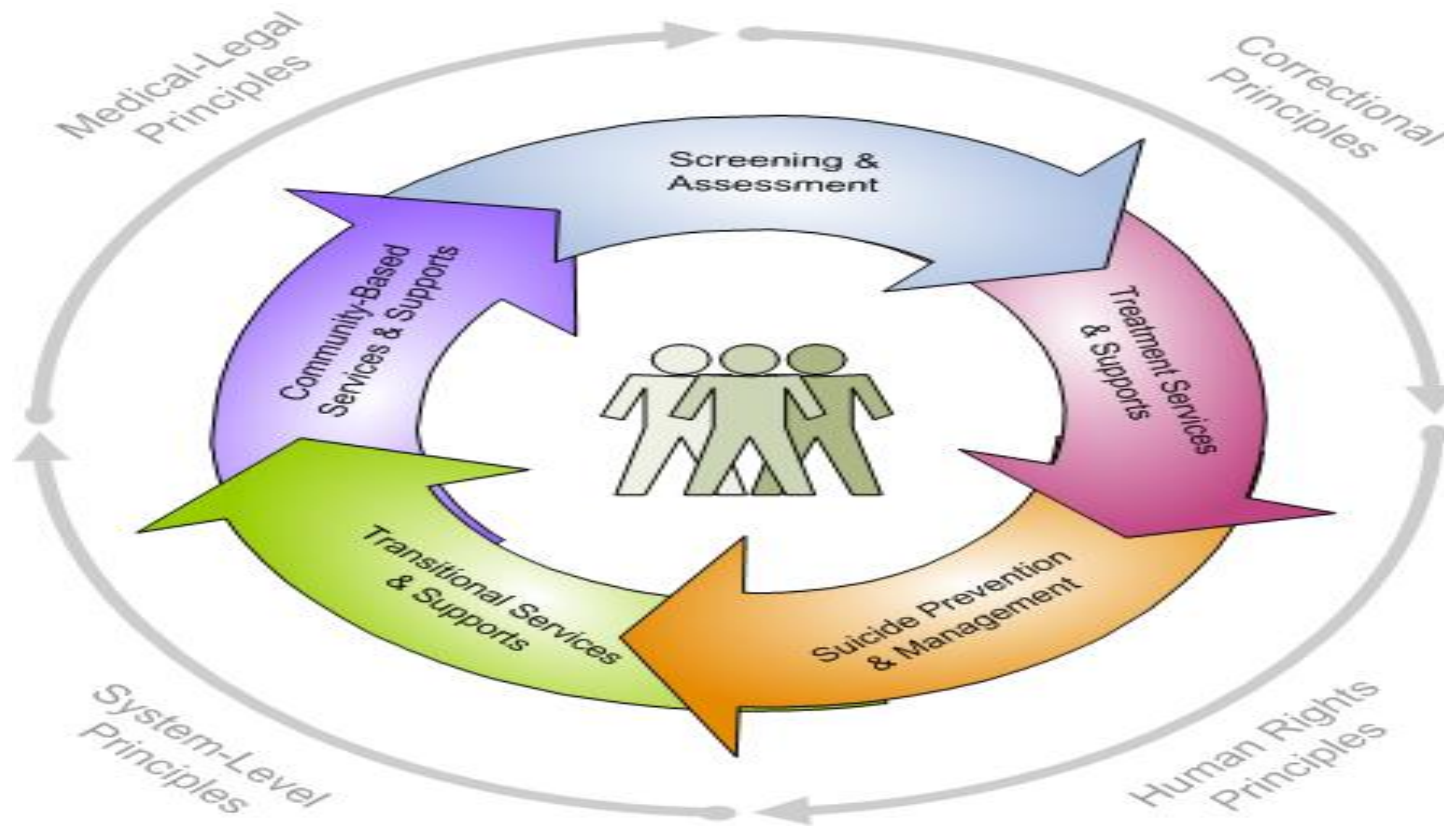 Medical-Legal
Principles
Correctional
Principles
Screening &
Assessment
Treatment Services
& Supports
Suicide Prevention
& Management
Transitional Services
& Supports
Community-Based
Services & Supports
Human Rights
Principles
System-Level
Principles